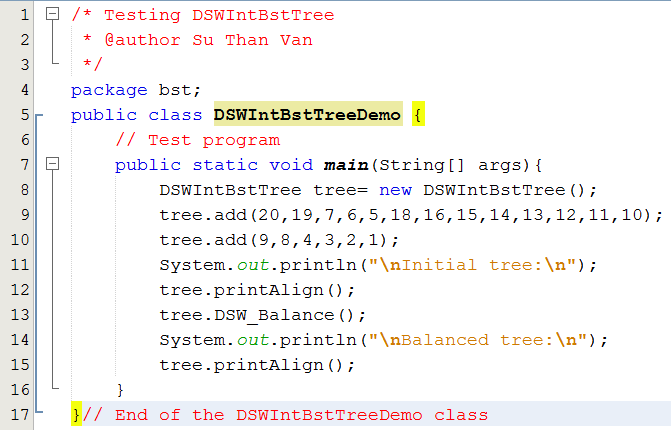 1 /* Testing DSWIntBstTree
2 * @author Su Than Van
3 */
4 package bst;
5 public class DSWIntBstTreeDemo {
6 // Test program
7 public static void main(String[] args){
8 DSWIntBstTree tree= new DSWIntBstTree();
9 tree.add(20,19,7,6,5,18,16,15,14,13,12,11,10);
10 tree.add(9,8,4,3,2,1);
11 System.out.println("\nInitial tree:\n");
12 tree.printAlign();
13 tree.DSW_Balance();
14 System.out.println("\nBalanced tree:\n");
15 tree.printAlign();
16 }
17 }// End of the DSWIntBstTreeDemo class